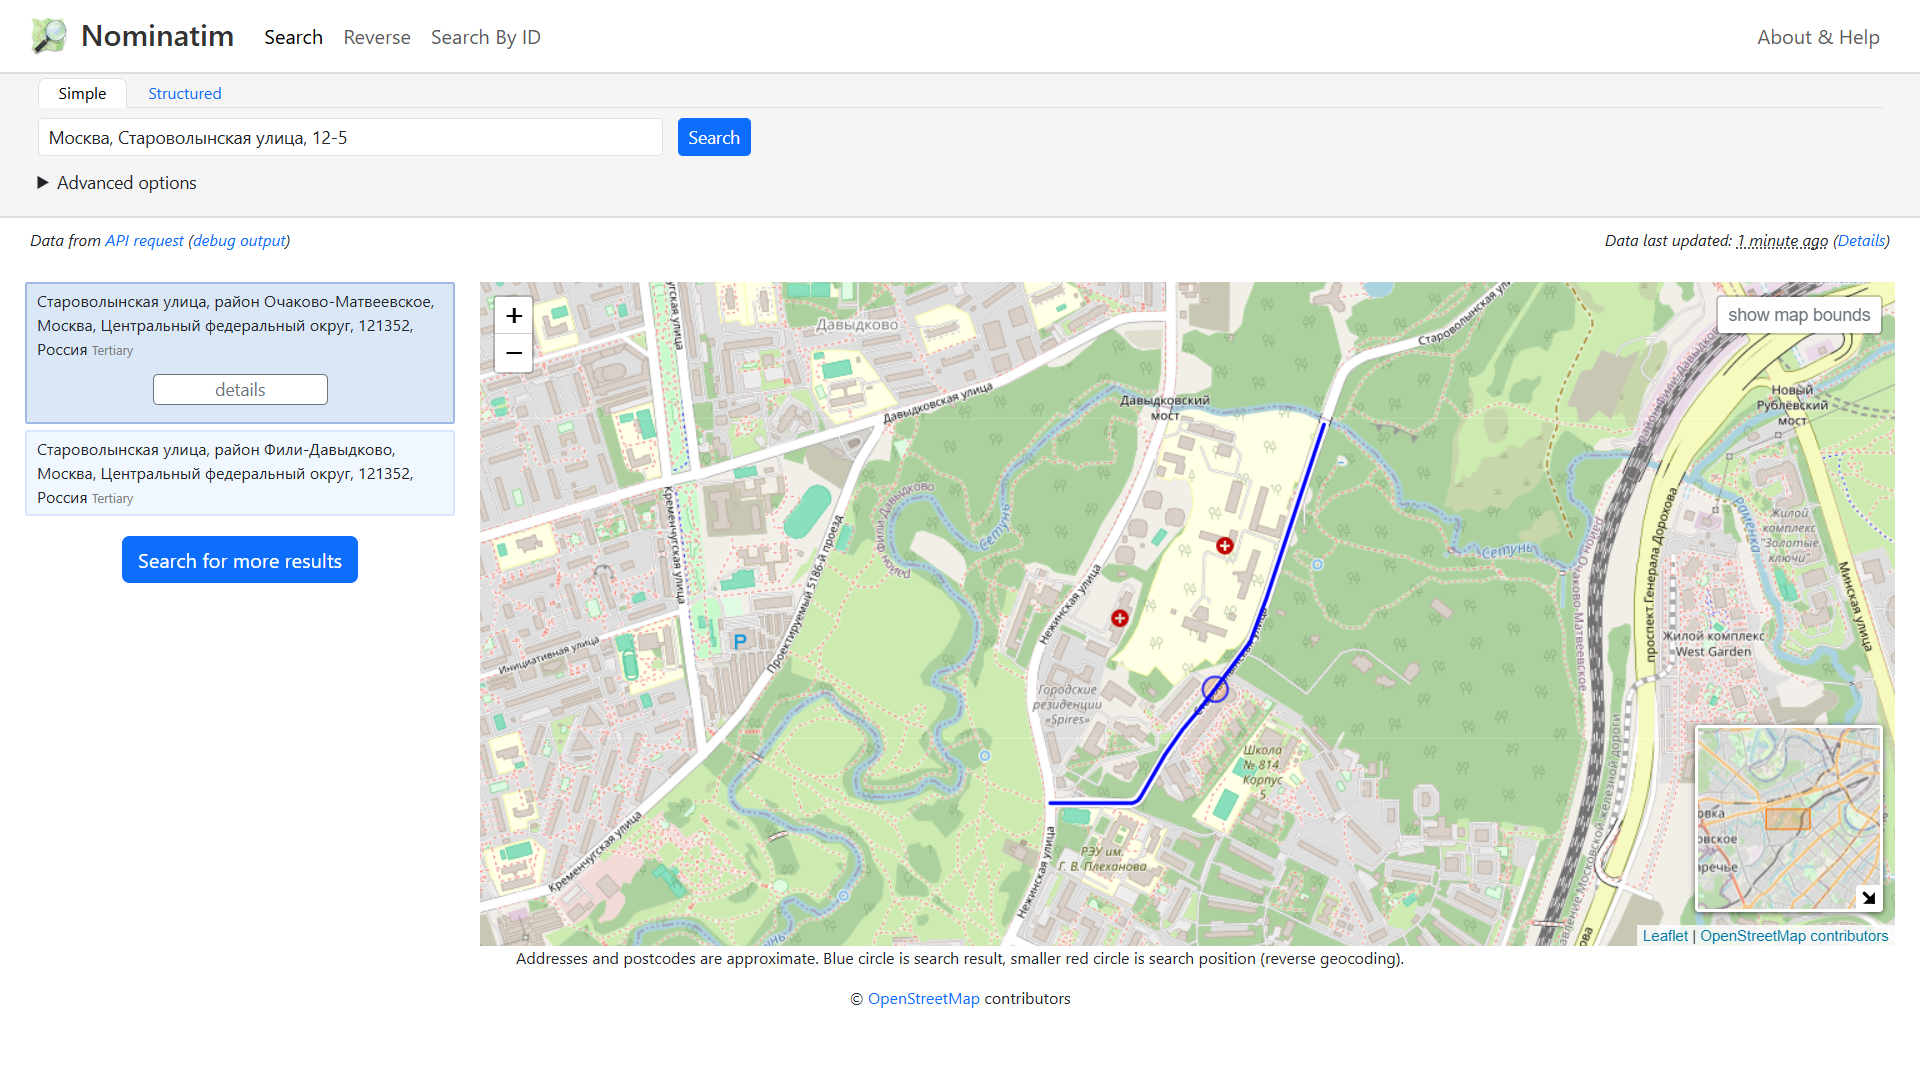 Nominatim
Search
Reverse
Search By ID
About & Help
Simple
Structured
Москва, Староволынская улица, 12-5
Search
Advanced options
Data from API request (debug output)
Data last updated: 1 minute ago (Details)
Староволынская улица, район Очаково-Матвеевское,
Москва, Центральный федеральный округ, 121352,
Россия Tertiary
details
Староволынская улица, район Фили-Давыдково,
Москва, Центральный федеральный округ, 121352,
Россия Tertiary
Search for more results
+
−
show map bounds
Давыдково
Староволынская ул
Давыдковская улица
Давыдковский
мост
Новый
Рублёвский
мост
Кременчугская улица
район Фили-Давыдково
Сетунь
Сетунь
Раменка
Жилой
комплекс
"Золотые
ключи"
проспект Генерала Дорохова
Минская улица
Проектируемый 5186-й проезд
Нежинская улица
Инициативная улица
P
Жилой комплекс
West Garden
Городские
резиденции
«Spires»
Школа
№ 814
Корпус
5
РЭУ им.
Г. В. Плеханова
Кременчугская улица
Нежинская улица
Leaflet | OpenStreetMap contributors
Addresses and postcodes are approximate. Blue circle is search result, smaller red circle is search position (reverse geocoding).
© OpenStreetMap contributors